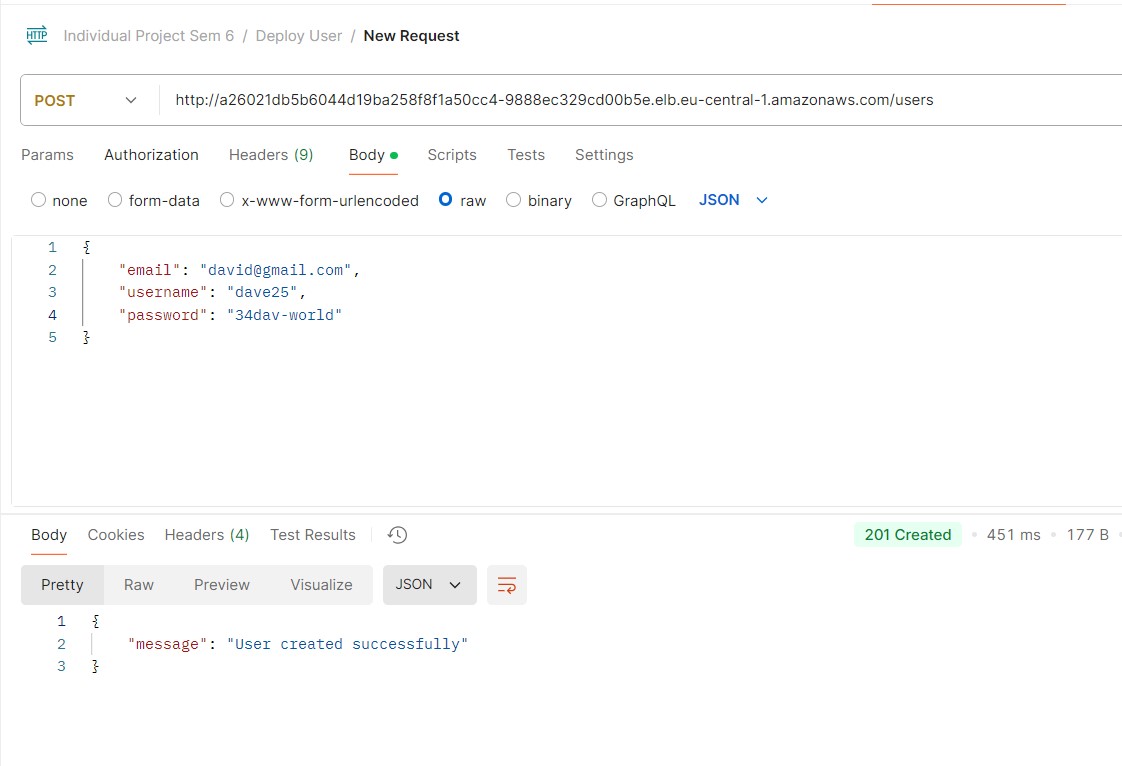 HTTP Individual Project Sem 6 / Deploy User / New Request
POST http://a26021db5b6044d19ba258f8f1a50cc4-9888ec329cd00b5e.elb.eu-central-1.amazonaws.com/users
Params Authorization Headers (9) Body Scripts Tests Settings
none form-data x-www-form-urlencoded raw binary GraphQL JSON
1 {
2 "email": "david@gmail.com",
3 "username": "dave25",
4 "password": "34dav-world"
5 }
Body Cookies Headers (4) Test Results 201 Created 451 ms 177 B
Pretty Raw Preview Visualize JSON
1 {
2 "message": "User created successfully"
3 }